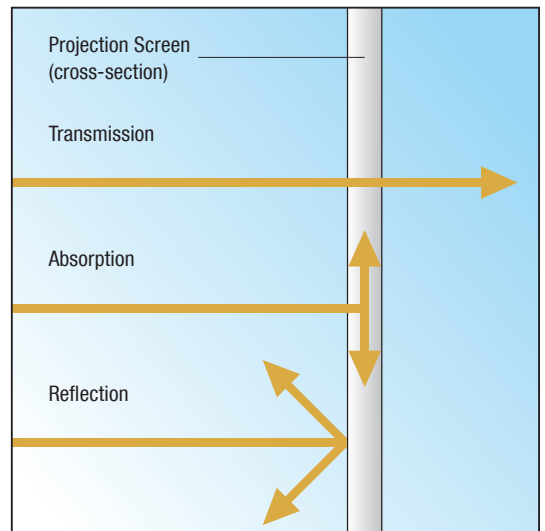 Projection Screen
(cross-section)
Transmission
Absorption
Reflection